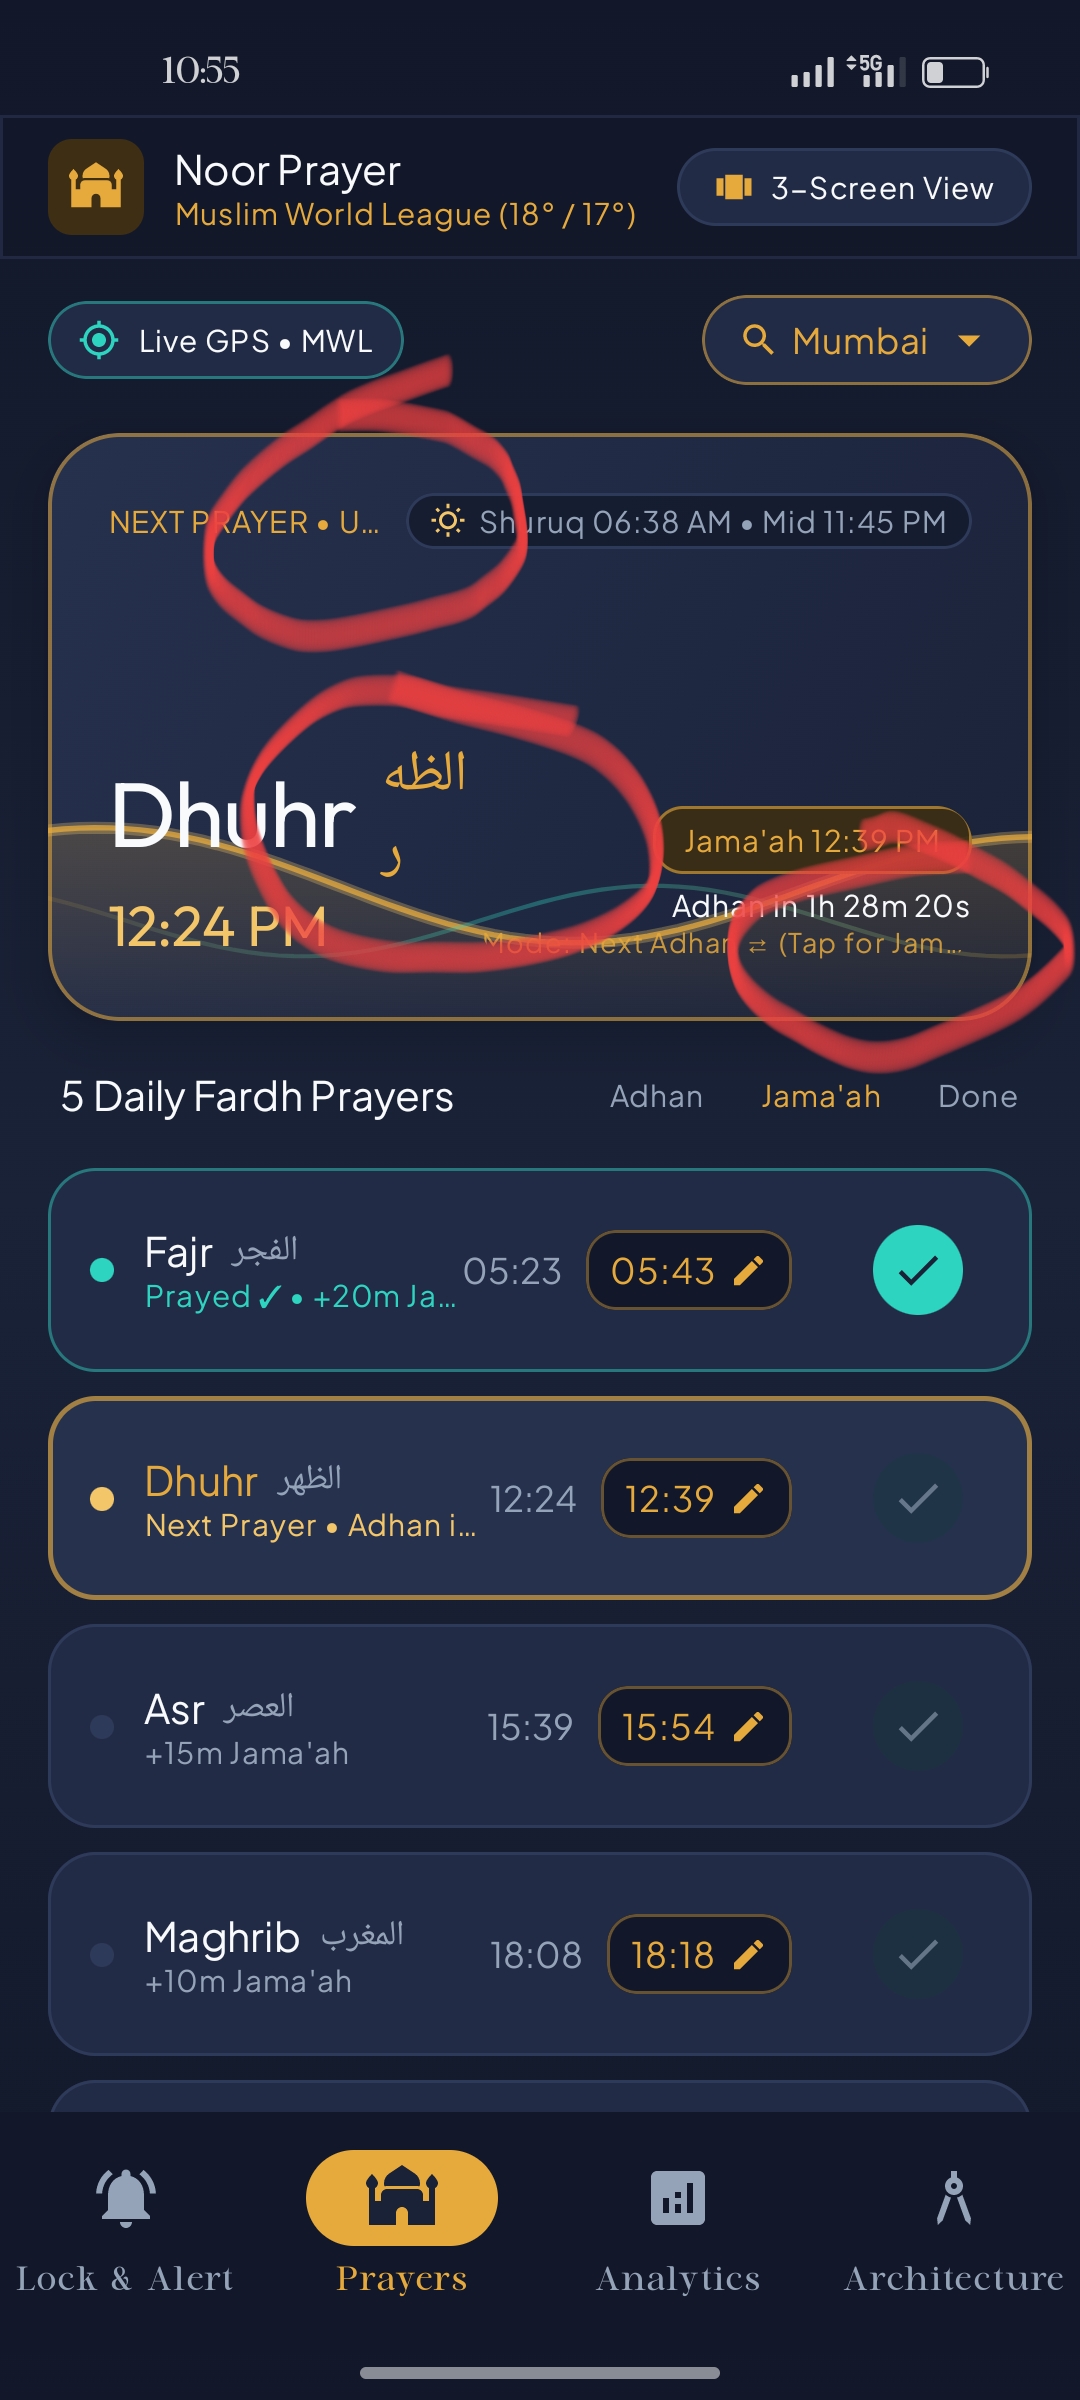 10:55
5G
Noor Prayer
Muslim World League (18° / 17°)
3-Screen View
Live GPS • MWL
Mumbai
NEXT PRAYER • U...
Shuruq 06:38 AM • Mid 11:45 PM
Dhuhr
الظه
ر
Jama'ah 12:39 PM
12:24 PM
Adhan in 1h 28m 20s
Mode: Next Adhan ⇄ (Tap for Jam...
5 Daily Fardh Prayers
Adhan
Jama'ah
Done
Fajr الفجر
Prayed ✓ • +20m Ja...
05:23
05:43
Dhuhr الظهر
Next Prayer • Adhan i...
12:24
12:39
Asr العصر
+15m Jama'ah
15:39
15:54
Maghrib المغرب
+10m Jama'ah
18:08
18:18
Lock & Alert
Prayers
Analytics
Architecture